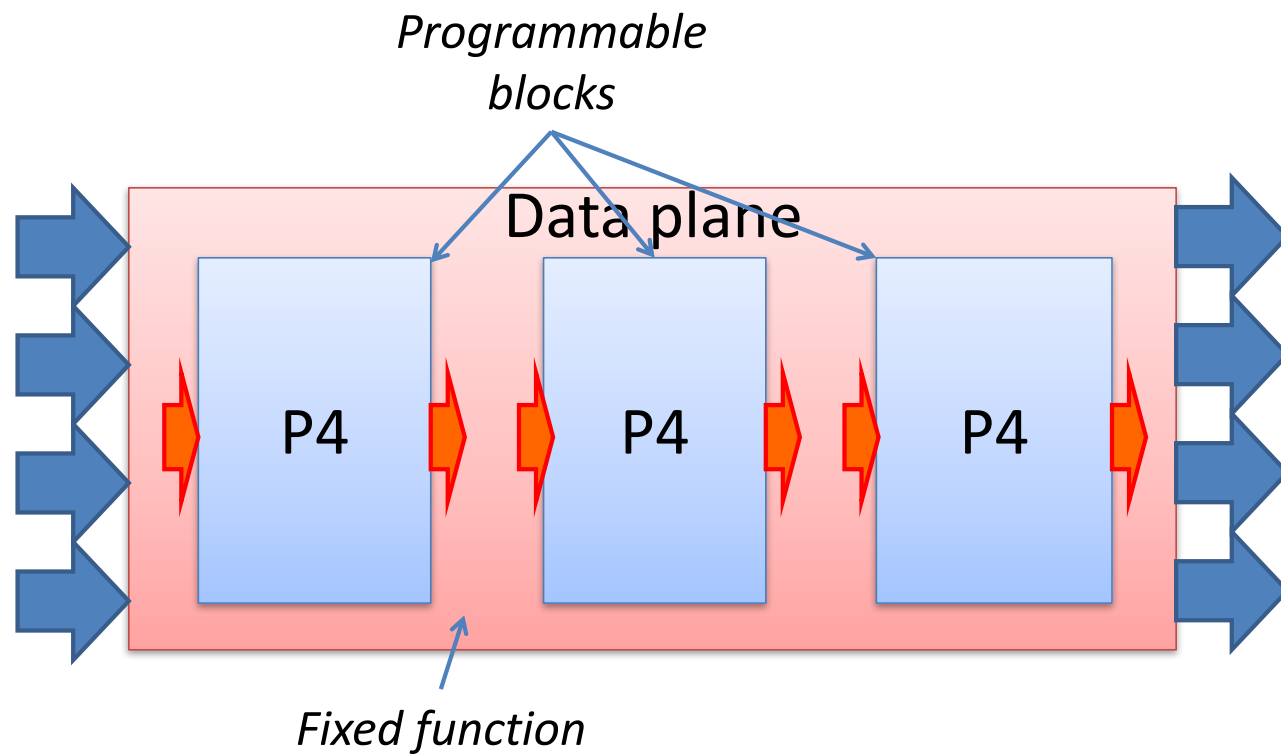 Programmable
blocks
Data plane
P4
P4
P4
Fixed function